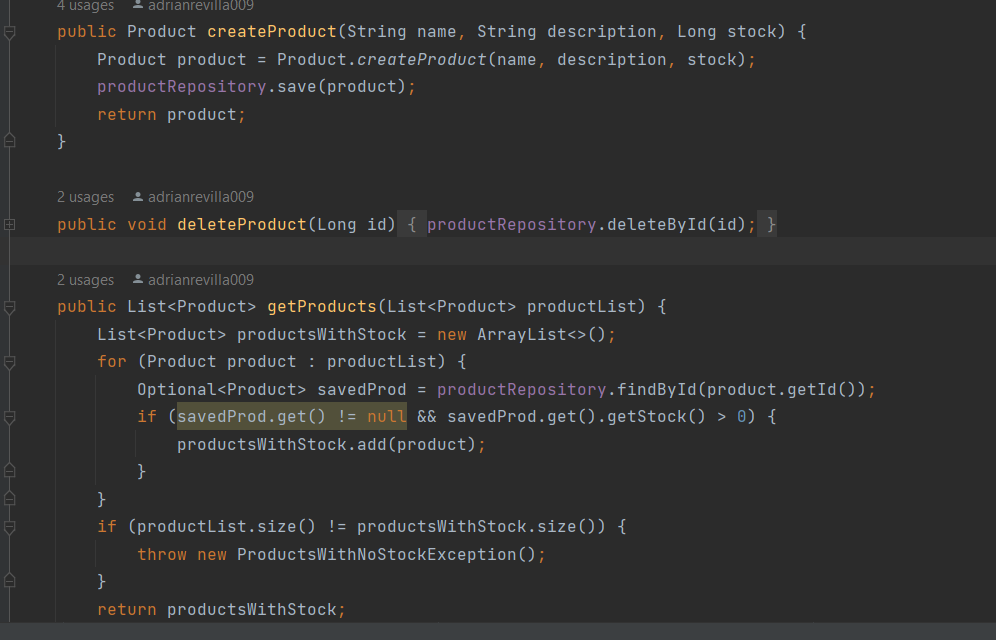 4 usages adrianrevilla009
public Product createProduct(String name, String description, Long stock) {
Product product = Product.createProduct(name, description, stock);
productRepository.save(product);
return product;
}
2 usages adrianrevilla009
public void deleteProduct(Long id) { productRepository.deleteById(id); }
2 usages adrianrevilla009
public List<Product> getProducts(List<Product> productList) {
List<Product> productsWithStock = new ArrayList<>();
for (Product product : productList) {
Optional<Product> savedProd = productRepository.findById(product.getId());
if (savedProd.get() != null && savedProd.get().getStock() > 0) {
productsWithStock.add(product);
}
}
if (productList.size() != productsWithStock.size()) {
throw new ProductsWithNoStockException();
}
return productsWithStock;